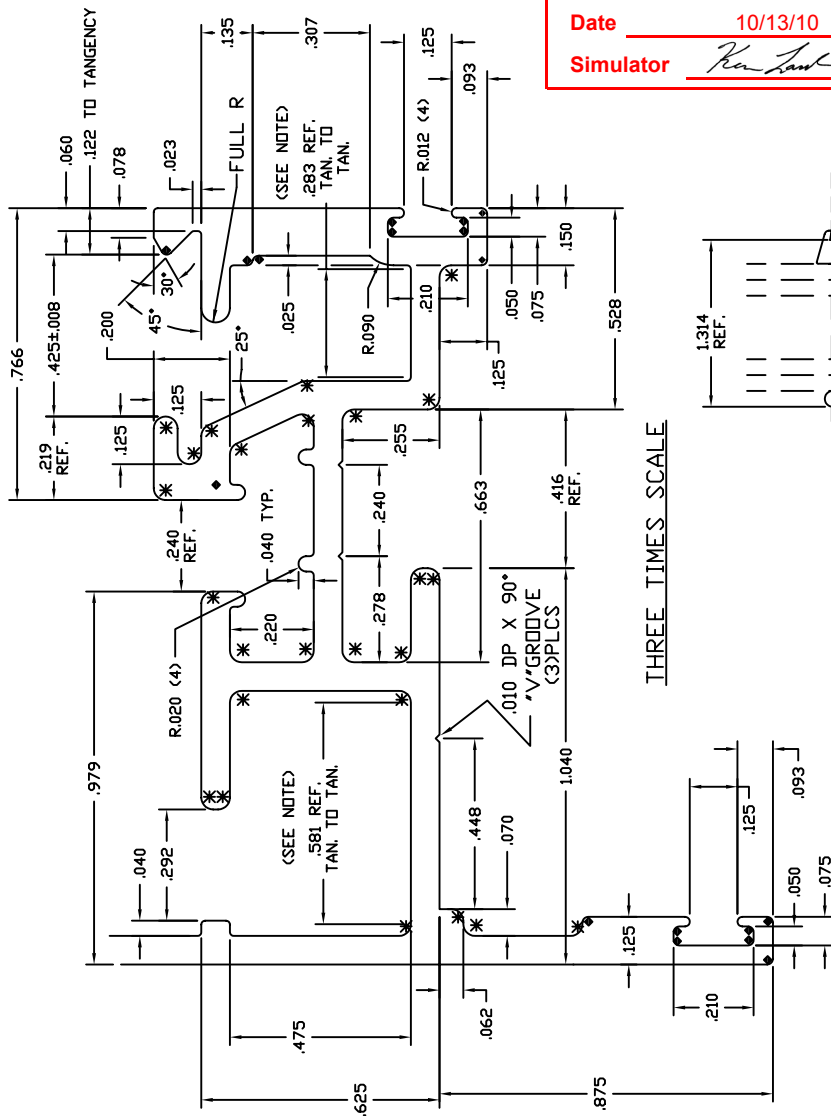 Date 10/13/10
Simulator
.135
.307
.125
.093
.122 TO TANGENCY
.060
.078
.023
FULL R
(SEE NOTE)
.283 REF.
TAN. TO
TAN.
R.012 (4)
.766
.425±.008
.219
REF.
.125
.125
.200
30°
45°
25°
.025
R.090
.210
.050
.075
.150
.528
.125
.240
REF.
.040 TYP.
R.020 (4)
.220
.255
.240
.278
.663
.416
REF.
.979
.040
.292
(SEE NOTE)
.581 REF.
TAN. TO TAN.
.010 DP X 90°
"V"GROOVE
(3)PLCS
1.040
.448
.070
.062
.475
.625
.875
.125
.210
.125
.093
.050
.075
THREE TIMES SCALE
1.314
REF.